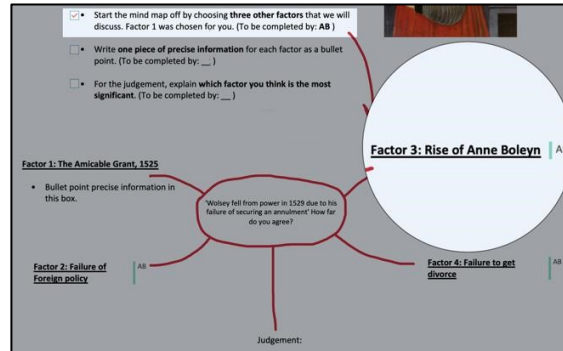 Start the mind map off by choosing three other factors that we will
discuss. Factor 1 was chosen for you. (To be completed by: AB )
Write one piece of precise information for each factor as a bullet
point. (To be completed by: __ )
For the judgement, explain which factor you think is the most
significant. (To be completed by: __ )
Factor 3: Rise of Anne Boleyn
A
Factor 1: The Amicable Grant, 1525
Bullet point precise information in
this box.
'Wolsey fell from power in 1529 due to his
failure of securing an annulment' How far
do you agree?
Factor 2: Failure of
Foreign policy
AB
Factor 4: Failure to get
divorce
AB
Judgement: